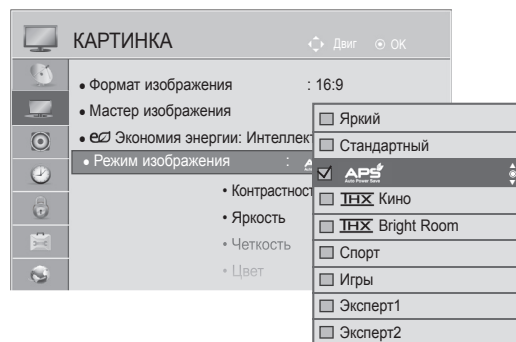 КАРТИНКА
Двиг ⊙ OK
• Формат изображения : 16:9
• Мастер изображения
• eco Экономия энергии: Интеллект
• Режим изображения :
• Контрастност
• Яркость
• Четкость
• Цвет
Яркий
Стандартный
APS
Auto Power Save
THX Кино
THX Bright Room
Спорт
Игры
Эксперт1
Эксперт2